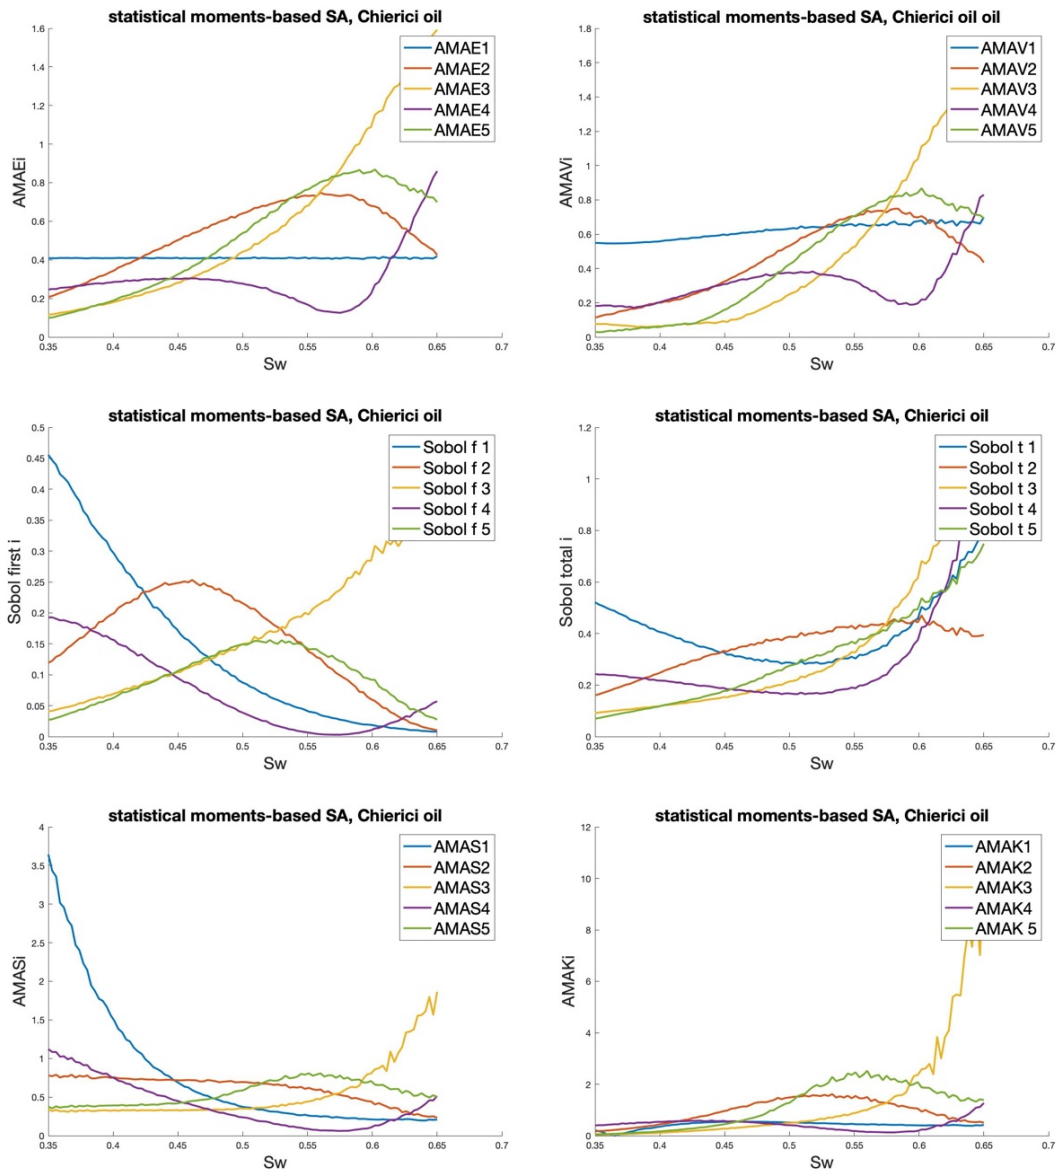 statistical moments-based SA, Chierici oil
1.6
1.4
1.2
1
0.8
0.6
0.4
0.2
0
AMAEi
AMAE1
AMAE2
AMAE3
AMAE4
AMAE5
0.35 0.4 0.45 0.5 0.55 0.6 0.65 0.7
Sw
statistical moments-based SA, Chierici oil oil
1.8
1.6
1.4
1.2
1
0.8
0.6
0.4
0.2
0
AMAVi
AMAV1
AMAV2
AMAV3
AMAV4
AMAV5
0.35 0.4 0.45 0.5 0.55 0.6 0.65 0.7
Sw
statistical moments-based SA, Chierici oil
0.5
0.45
0.4
0.35
0.3
0.25
0.2
0.15
0.1
0.05
0
Sobol first i
Sobol f 1
Sobol f 2
Sobol f 3
Sobol f 4
Sobol f 5
0.35 0.4 0.45 0.5 0.55 0.6 0.65 0.7
Sw
statistical moments-based SA, Chierici oil
1.2
1
0.8
0.6
0.4
0.2
0
Sobol total i
Sobol t 1
Sobol t 2
Sobol t 3
Sobol t 4
Sobol t 5
0.35 0.4 0.45 0.5 0.55 0.6 0.65 0.7
Sw
statistical moments-based SA, Chierici oil
4
3.5
3
2.5
2
1.5
1
0.5
0
AMASi
AMAS1
AMAS2
AMAS3
AMAS4
AMAS5
0.35 0.4 0.45 0.5 0.55 0.6 0.65 0.7
Sw
statistical moments-based SA, Chierici oil
12
10
8
6
4
2
0
AMAKi
AMAK1
AMAK2
AMAK3
AMAK4
AMAK 5
0.35 0.4 0.45 0.5 0.55 0.6 0.65 0.7
Sw